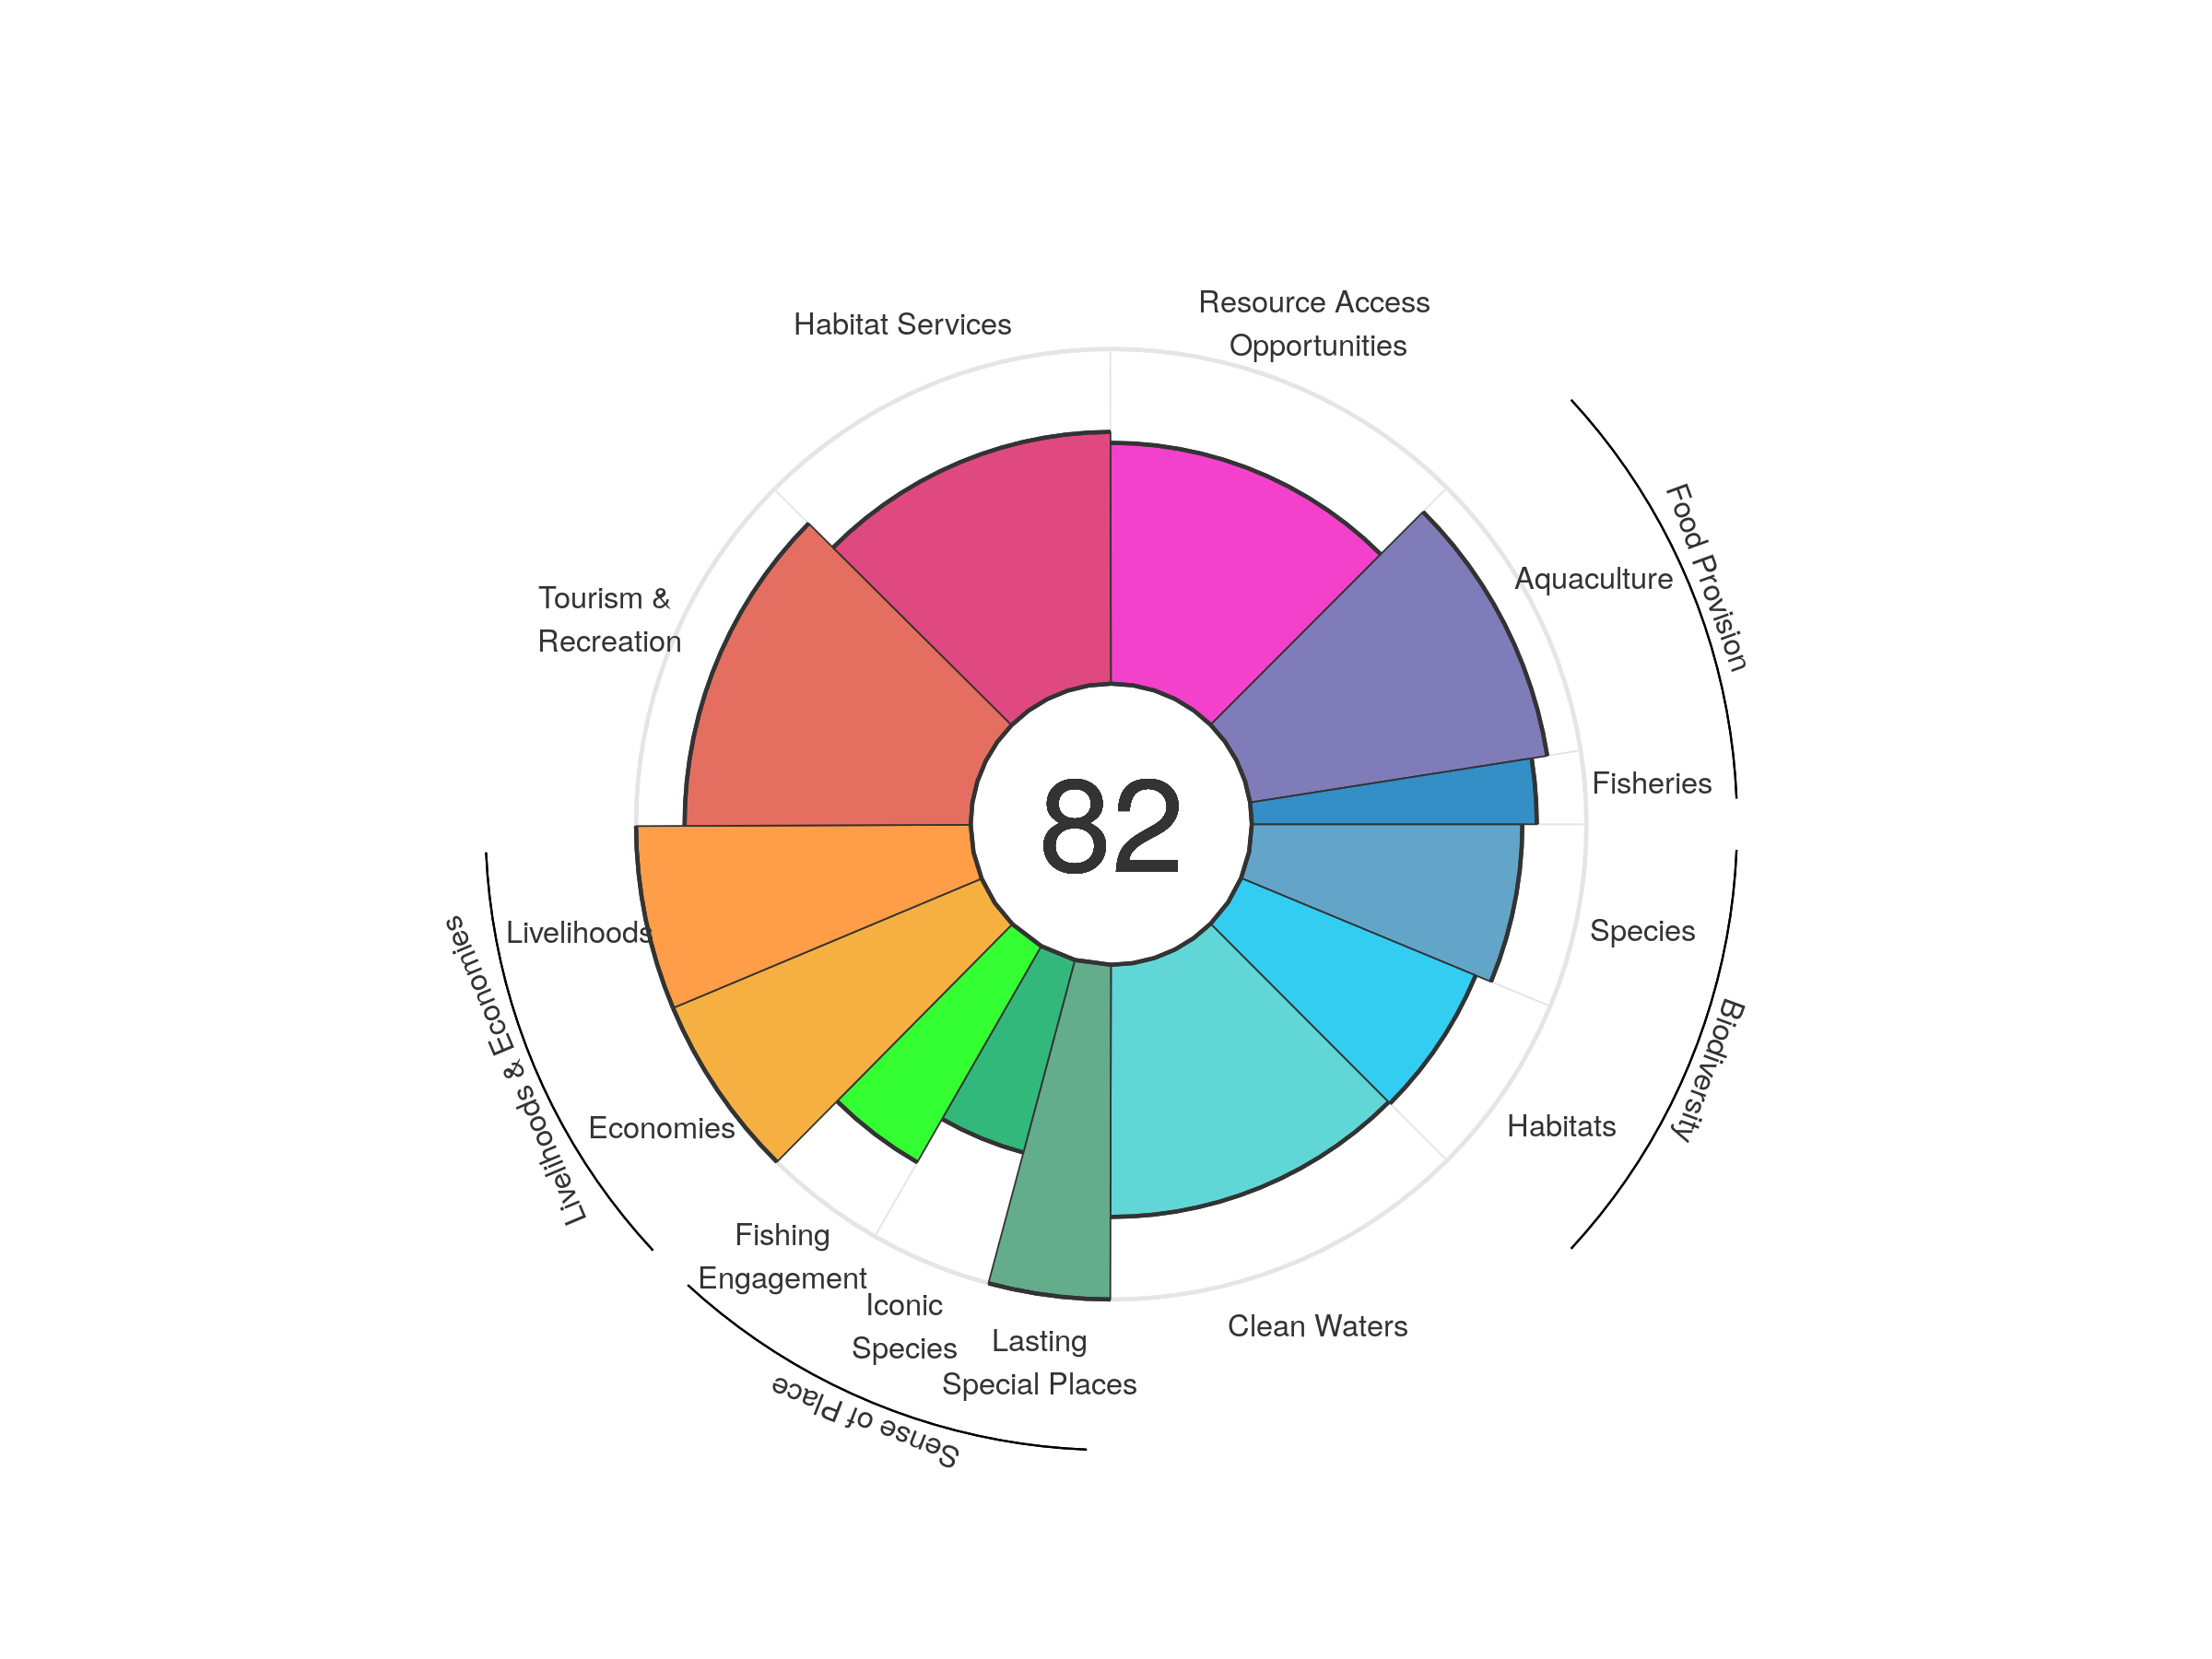 Resource Access
Opportunities
Habitat Services
Food Provision
Aquaculture
Tourism &
Recreation
Fisheries
82
Livelihoods
Species
Livelihoods & Economies
Biodiversity
Economies
Habitats
Fishing
Engagement
Iconic
Species
Lasting
Special Places
Clean Waters
Sense of Place